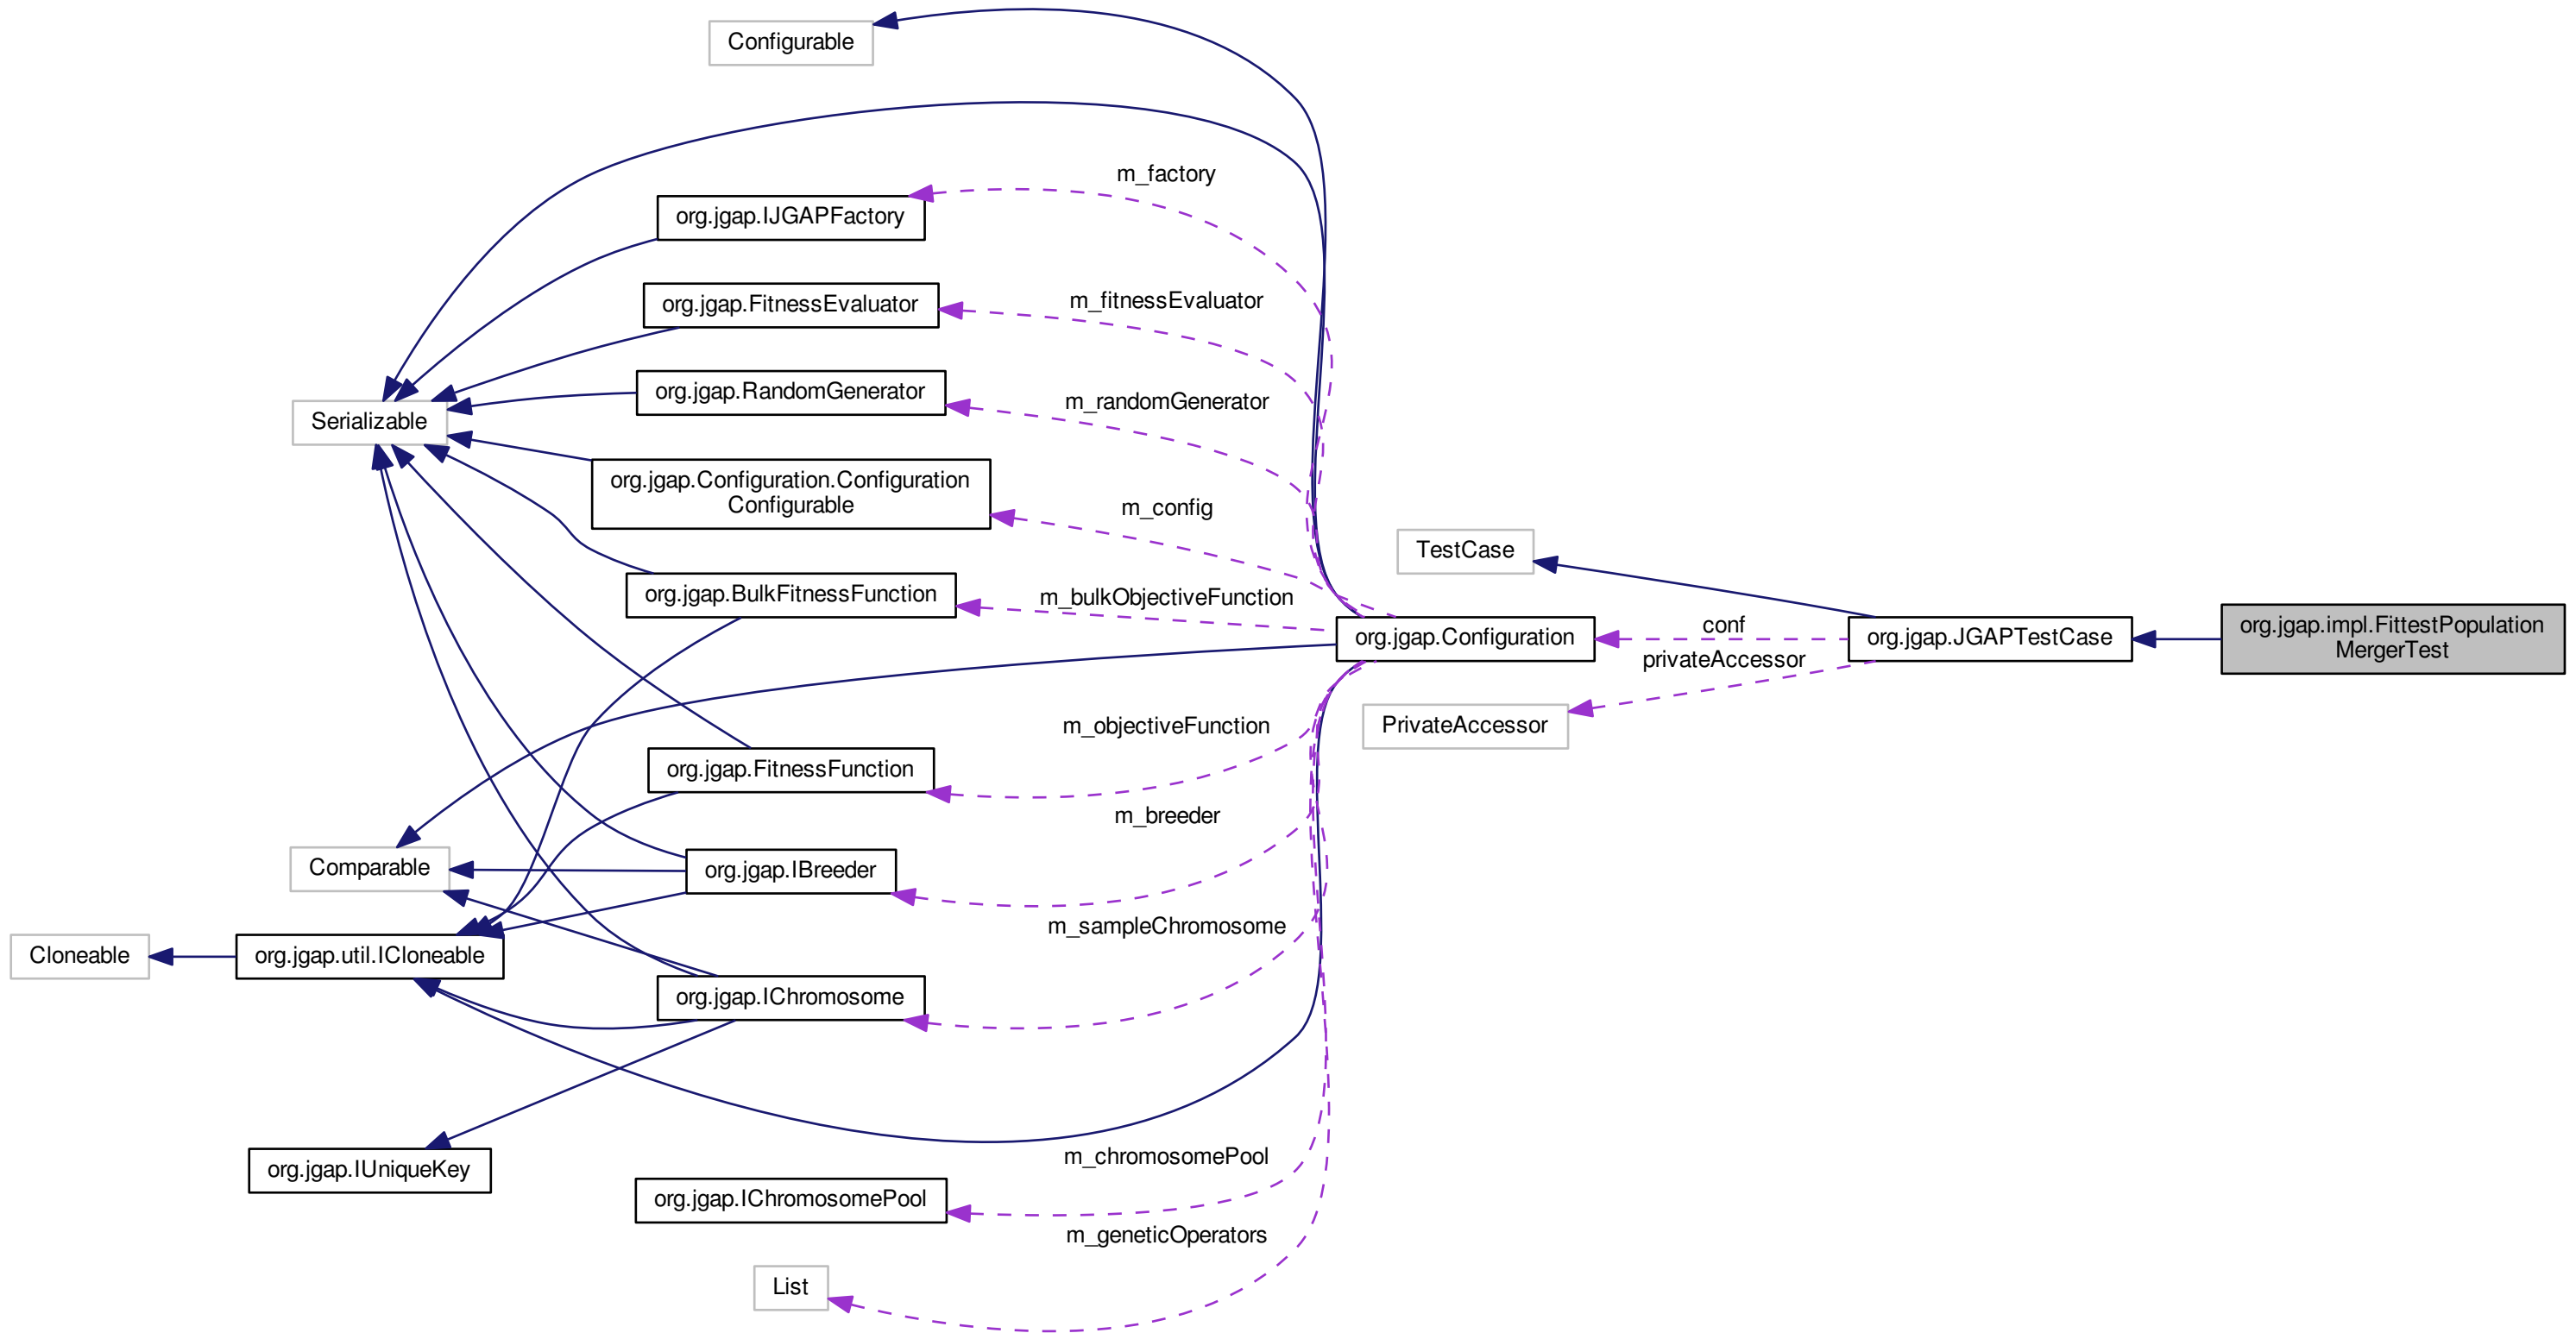 Configurable
m_factory
org.jgap.IJGAPFactory
m_fitnessEvaluator
org.jgap.FitnessEvaluator
m_randomGenerator
org.jgap.RandomGenerator
Serializable
m_config
org.jgap.Configuration.Configuration
Configurable
TestCase
m_bulkObjectiveFunction
org.jgap.BulkFitnessFunction
org.jgap.Configuration
conf
privateAccessor
org.jgap.JGAPTestCase
org.jgap.impl.FittestPopulation
MergerTest
PrivateAccessor
m_objectiveFunction
org.jgap.FitnessFunction
m_breeder
Comparable
org.jgap.IBreeder
m_sampleChromosome
Cloneable
org.jgap.util.ICloneable
org.jgap.IChromosome
m_chromosomePool
org.jgap.IUniqueKey
org.jgap.IChromosomePool
m_geneticOperators
List